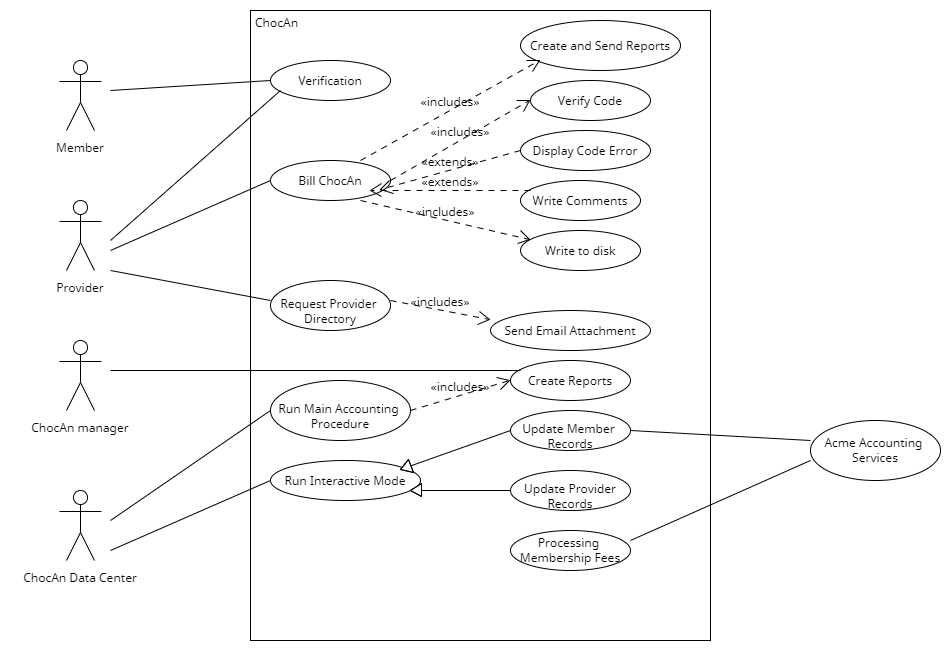 ChocAn
Create and Send Reports
Member
Verification
«includes»
Verify Code
«includes»
Display Code Error
«extends»
Bill ChocAn
«extends»
Write Comments
«includes»
Write to disk
Provider
Request Provider
Directory
«includes»
Send Email Attachment
ChocAn manager
Create Reports
«includes»
Run Main Accounting
Procedure
Update Member
Records
Acme Accounting
Services
Run Interactive Mode
Update Provider
Records
Processing
Membership Fees
ChocAn Data Center